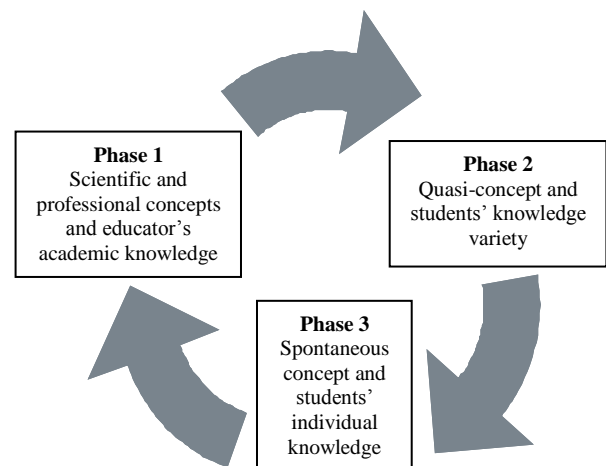 Phase 1
Scientific and
professional concepts
and educator's
academic knowledge
Phase 2
Quasi-concept and
students' knowledge
variety
Phase 3
Spontaneous
concept and
students'
individual
knowledge